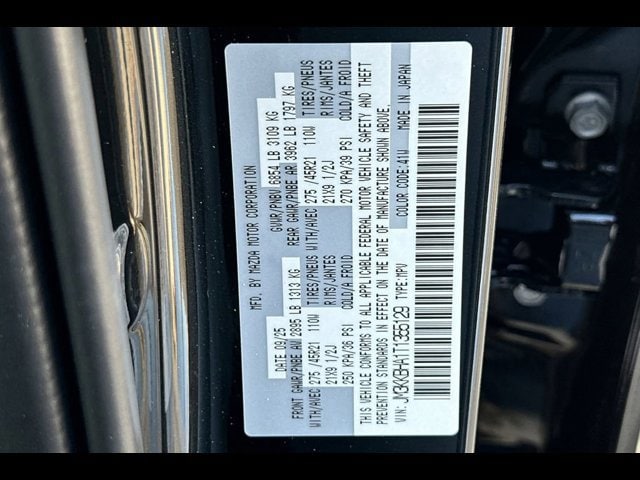 MFD. BY MAZDA MOTOR CORPORATION
DATE 09/25 GVWR/PNBV 6854 LB 3109 KG
FRONT GAWR/PNBE AV 2895 LB 1313 KG REAR GAWR/PNBE AR 3962 LB 1797 KG
WITH/AVEC 275 /45R21 110W TIRES/PNEUS WITH/AVEC 275 /45R21 110W TIRES/PNEUS
21X9 1/2J RIMS/JANTES 21X9 1/2J RIMS/JANTES
250 KPA/36 PSI COLD/A FROID 270 KPA/39 PSI COLD/A FROID
THIS VEHICLE CONFORMS TO ALL APPLICABLE FEDERAL MOTOR VEHICLE SAFETY AND THEFT
PREVENTION STANDARDS IN EFFECT ON THE DATE OF MANUFACTURE SHOWN ABOVE.
VIN: JM3KKBHA1T1355129 TYPE:MPV COLOR CODE:41W MADE IN JAPAN